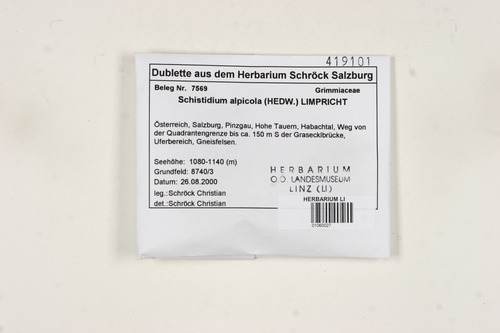 419101
Dublette aus dem Herbarium Schröck Salzburg
Beleg Nr. 7569 Grimmiaceae
Schistidium alpicola (HEDW.) LIMPRICHT
Österreich, Salzburg, Pinzgau, Hohe Tauern, Habachtal, Weg von
der Quadrantengrenze bis ca. 150 m S der Grasecklbrücke,
Uferbereich, Gneisfelsen.
Seehöhe: 1080-1140 (m)
Grundfeld: 8740/3
Datum: 26.08.2000
leg.:Schröck Christian
det.:Schröck Christian
HERBARIUM
O.Ö. LANDESMUSEUM
LINZ (LI)
HERBARIUM LI
01060027